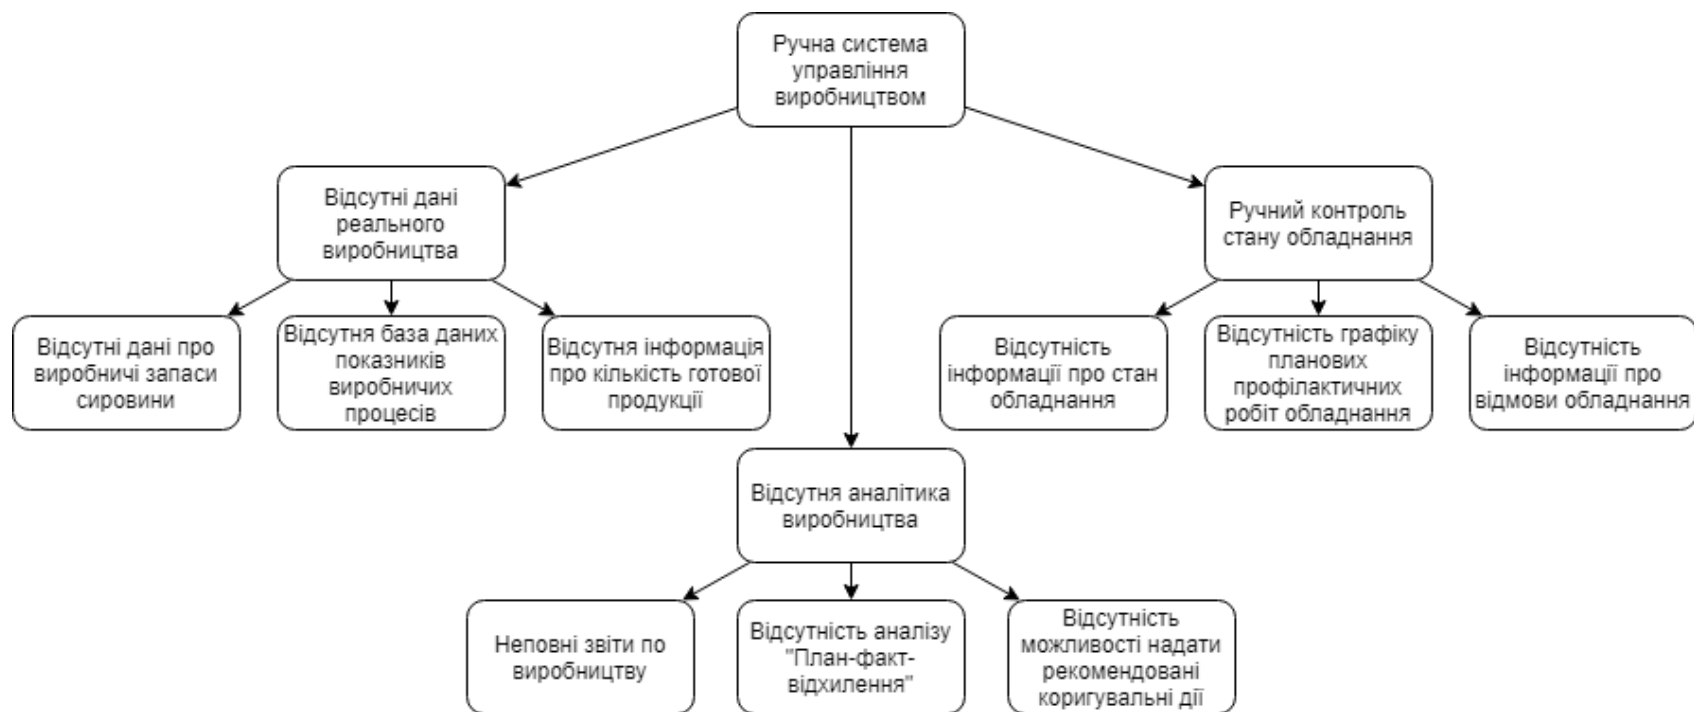 Ручна система
управління
виробництвом
Відсутні дані
реального
виробництва
Ручний контроль
стану обладнання
Відсутні дані про
виробничі запаси
сировини
Відсутня база даних
показників
виробничих
процесів
Відсутня інформація
про кількість готової
продукції
Відсутність
інформації про стан
обладнання
Відсутність графіку
планових
профілактичних
робіт обладнання
Відсутність
інформації про
відмови обладнання
Відсутня аналітика
виробництва
Неповні звіти по
виробництву
Відсутність аналізу
"План-факт-
відхилення"
Відсутність
можливості надати
рекомендовані
коригувальні дії